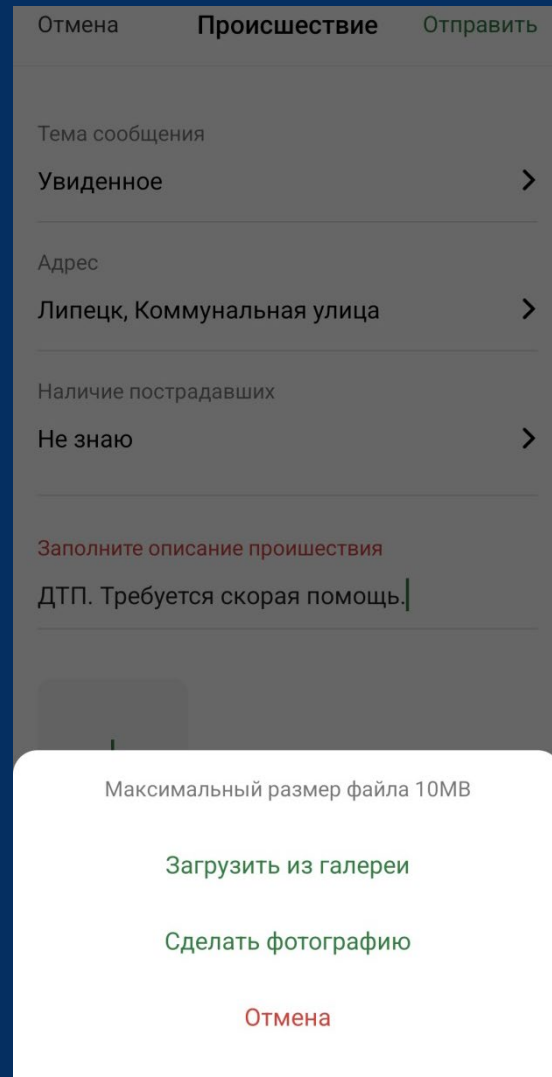 Отмена Происшествие Отправить
Тема сообщения
Увиденное
Адрес
Липецк, Коммунальная улица
Наличие пострадавших
Не знаю
Заполните описание проишествия
ДТП. Требуется скорая помощь.
Максимальный размер файла 10MB
Загрузить из галереи
Сделать фотографию
Отмена